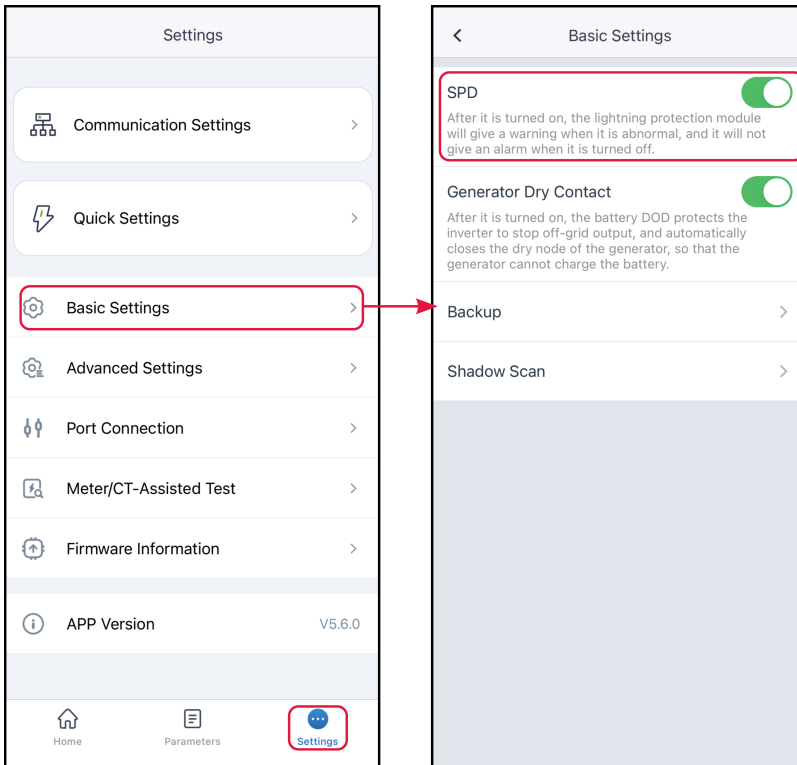 Settings
Communication Settings
Quick Settings
Basic Settings
Advanced Settings
Port Connection
Meter/CT-Assisted Test
Firmware Information
APP Version V5.6.0
Home Parameters Settings
Basic Settings
SPD
After it is turned on, the lightning protection module
will give a warning when it is abnormal, and it will not
give an alarm when it is turned off.
Generator Dry Contact
After it is turned on, the battery DOD protects the
inverter to stop off-grid output, and automatically
closes the dry node of the generator, so that the
generator cannot charge the battery.
Backup
Shadow Scan